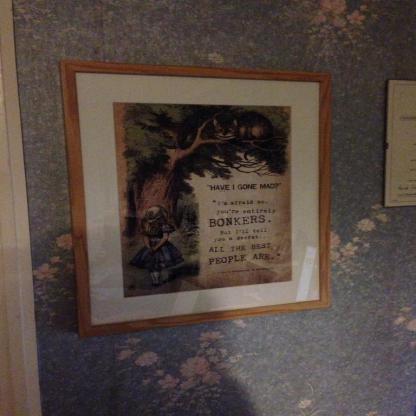 "HAVE I GONE MAD?"
"I'm afraid so,
you're entirely
BONKERS.
But I'll tell
you a secret...
ALL THE BEST
PEOPLE ARE."